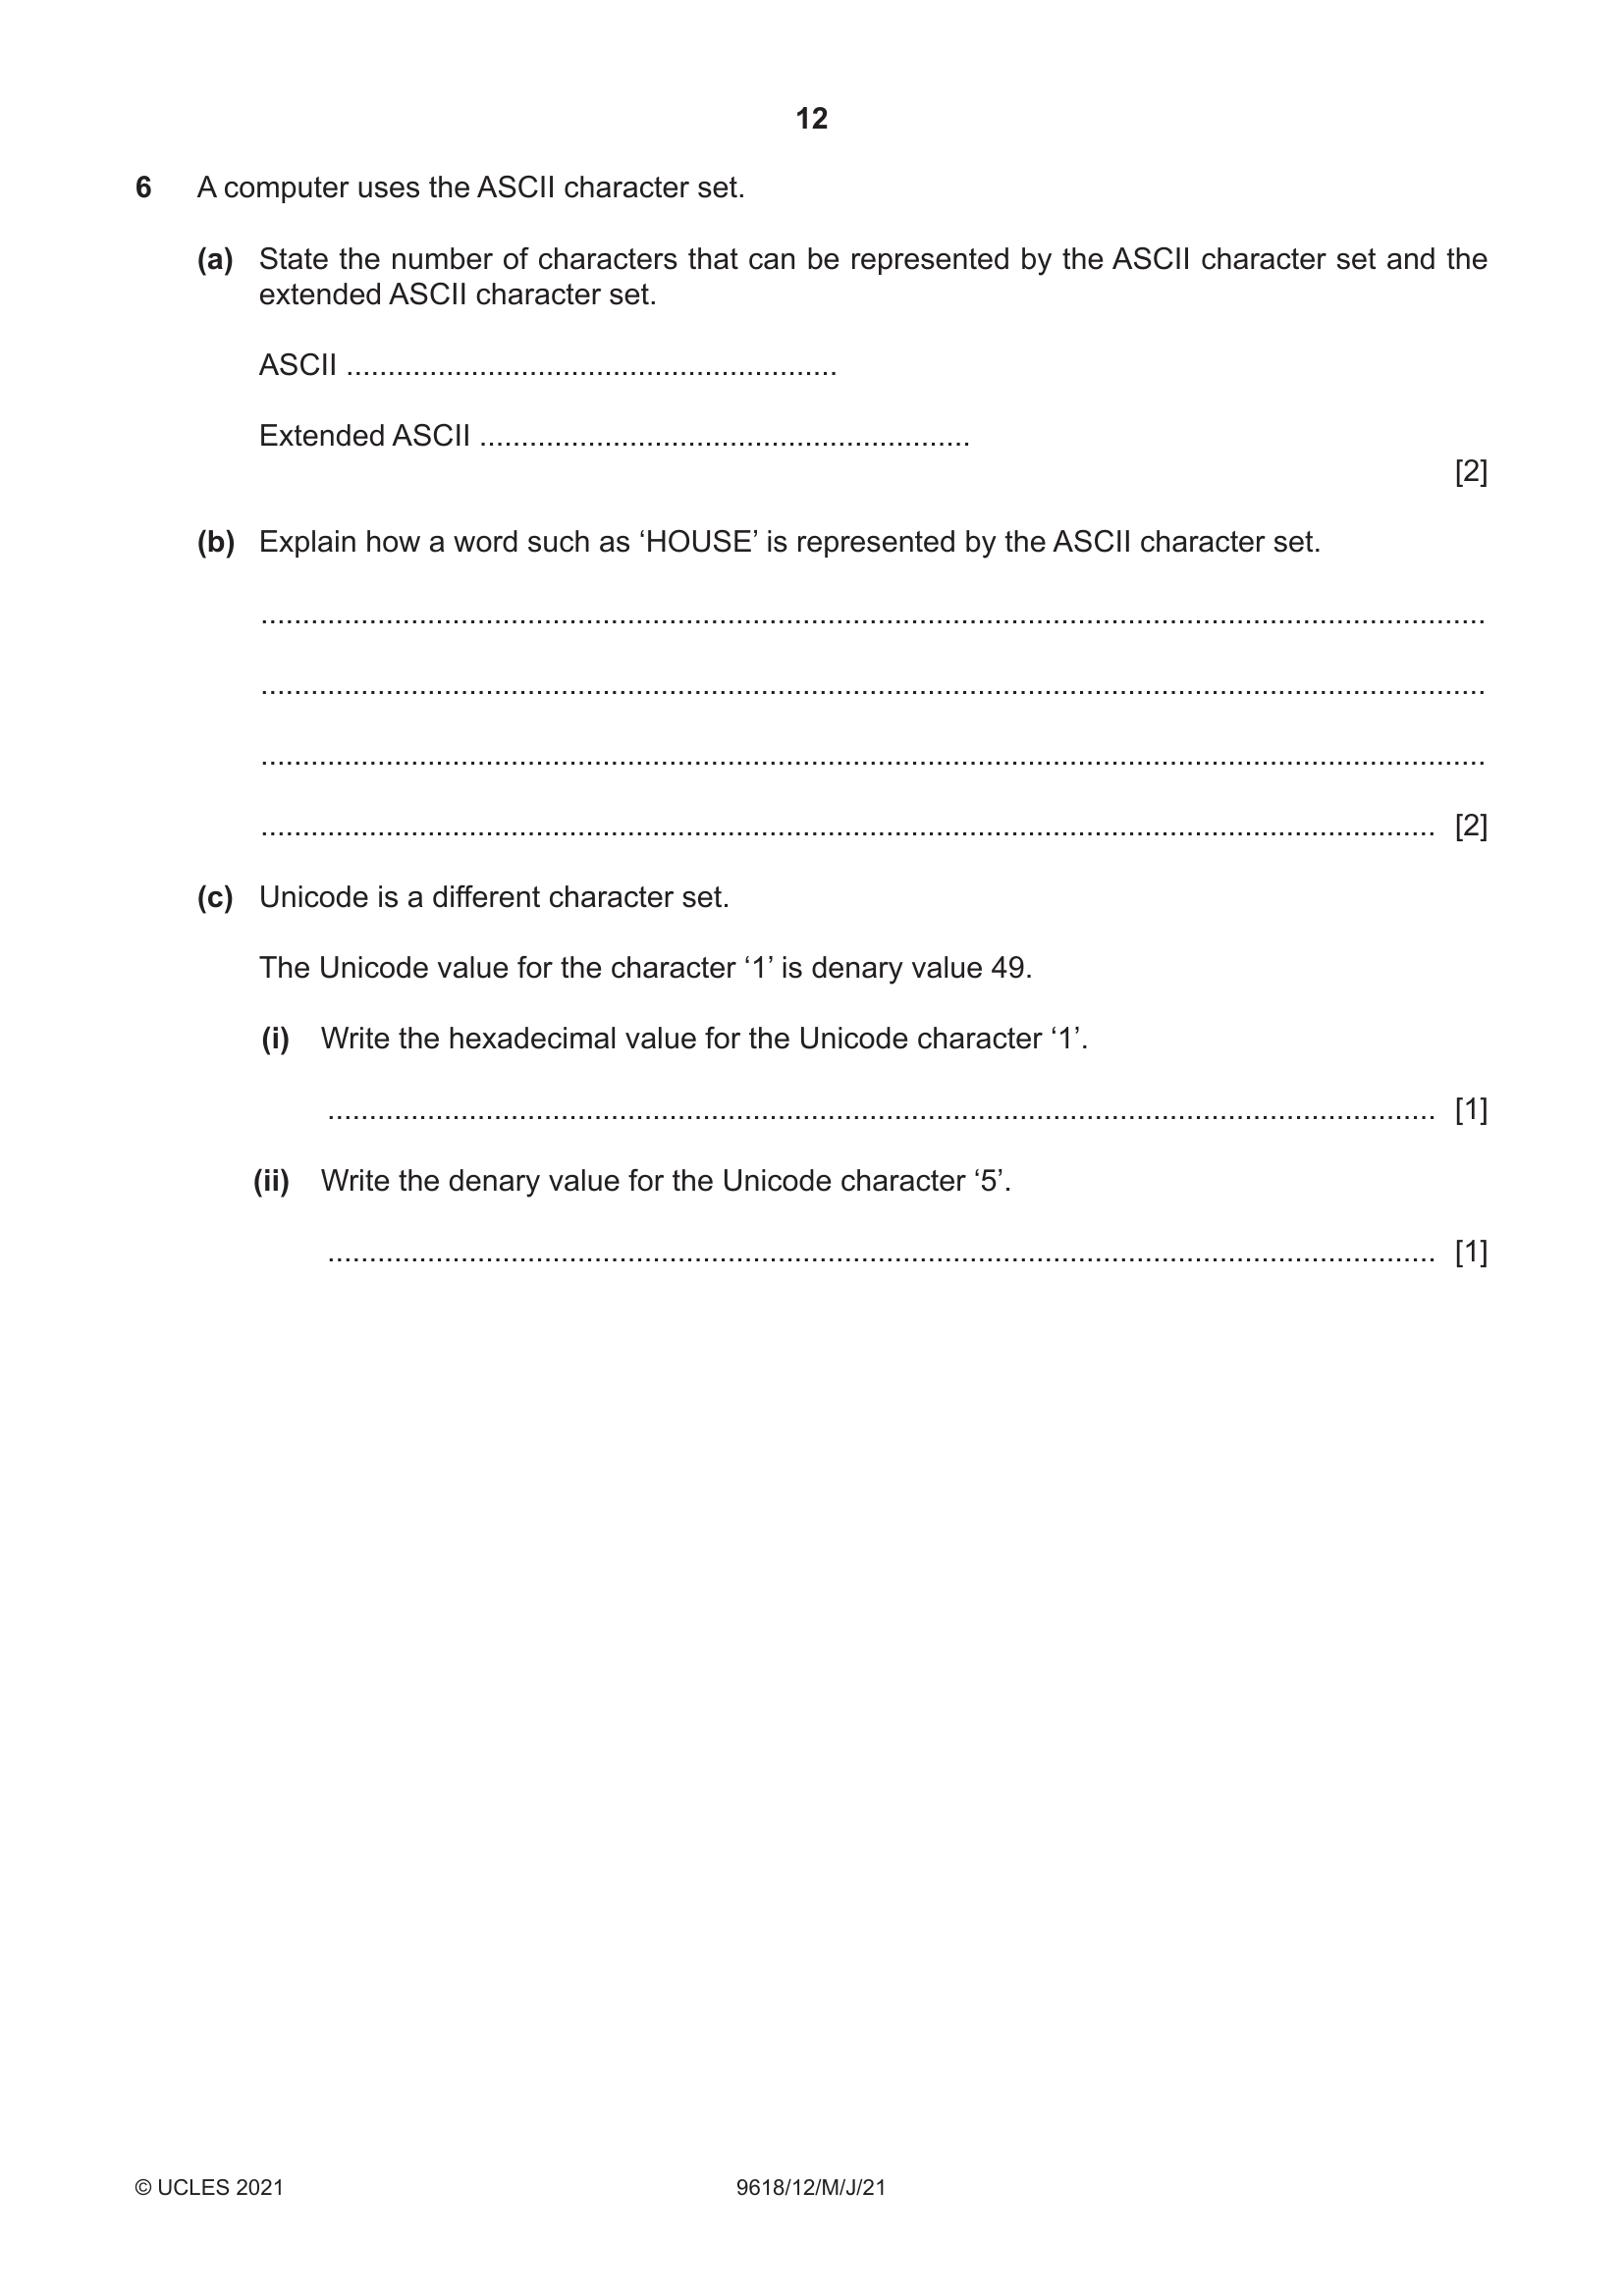 12
6 A computer uses the ASCII character set.
(a) State the number of characters that can be represented by the ASCII character set and the
extended ASCII character set.
ASCII ...........................................................
Extended ASCII ...........................................................
[2]
(b) Explain how a word such as ‘HOUSE’ is represented by the ASCII character set.
...................................................................................................................................................
...................................................................................................................................................
...................................................................................................................................................
............................................................................................................................................. [2]
(c) Unicode is a different character set.
The Unicode value for the character ‘1’ is denary value 49.
(i) Write the hexadecimal value for the Unicode character ‘1’.
..................................................................................................................................... [1]
(ii) Write the denary value for the Unicode character ‘5’.
..................................................................................................................................... [1]
© UCLES 2021 9618/12/M/J/21